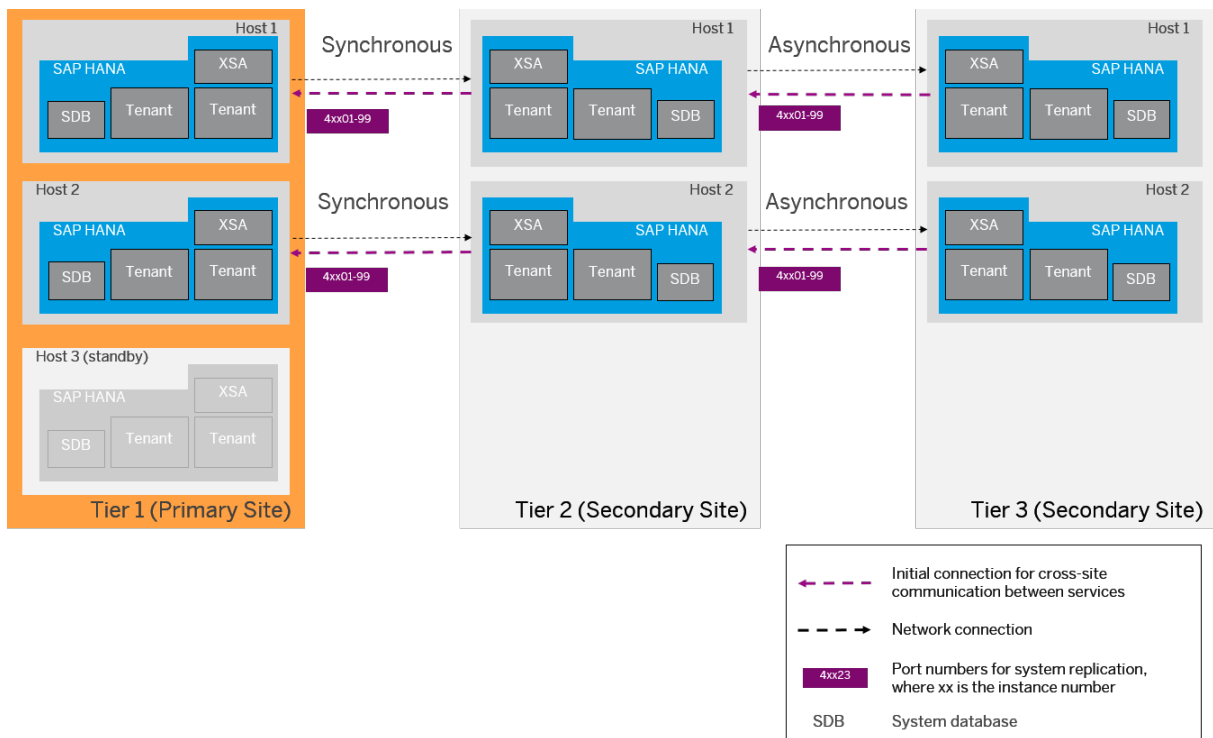 Host 1
SAP HANA
XSA
SDB
Tenant
Tenant
Synchronous
4xx01-99
Host 1
XSA
SAP HANA
Tenant
Tenant
SDB
Asynchronous
4xx01-99
Host 1
XSA
SAP HANA
Tenant
Tenant
SDB
Host 2
SAP HANA
XSA
SDB
Tenant
Tenant
Synchronous
4xx01-99
Host 2
XSA
SAP HANA
Tenant
Tenant
SDB
Asynchronous
4xx01-99
Host 2
XSA
SAP HANA
Tenant
Tenant
SDB
Host 3 (standby)
SAP HANA
XSA
SDB
Tenant
Tenant
Tier 1 (Primary Site)
Tier 2 (Secondary Site)
Tier 3 (Secondary Site)
Initial connection for cross-site
communication between services
Network connection
4xx23
Port numbers for system replication,
where xx is the instance number
SDB
System database